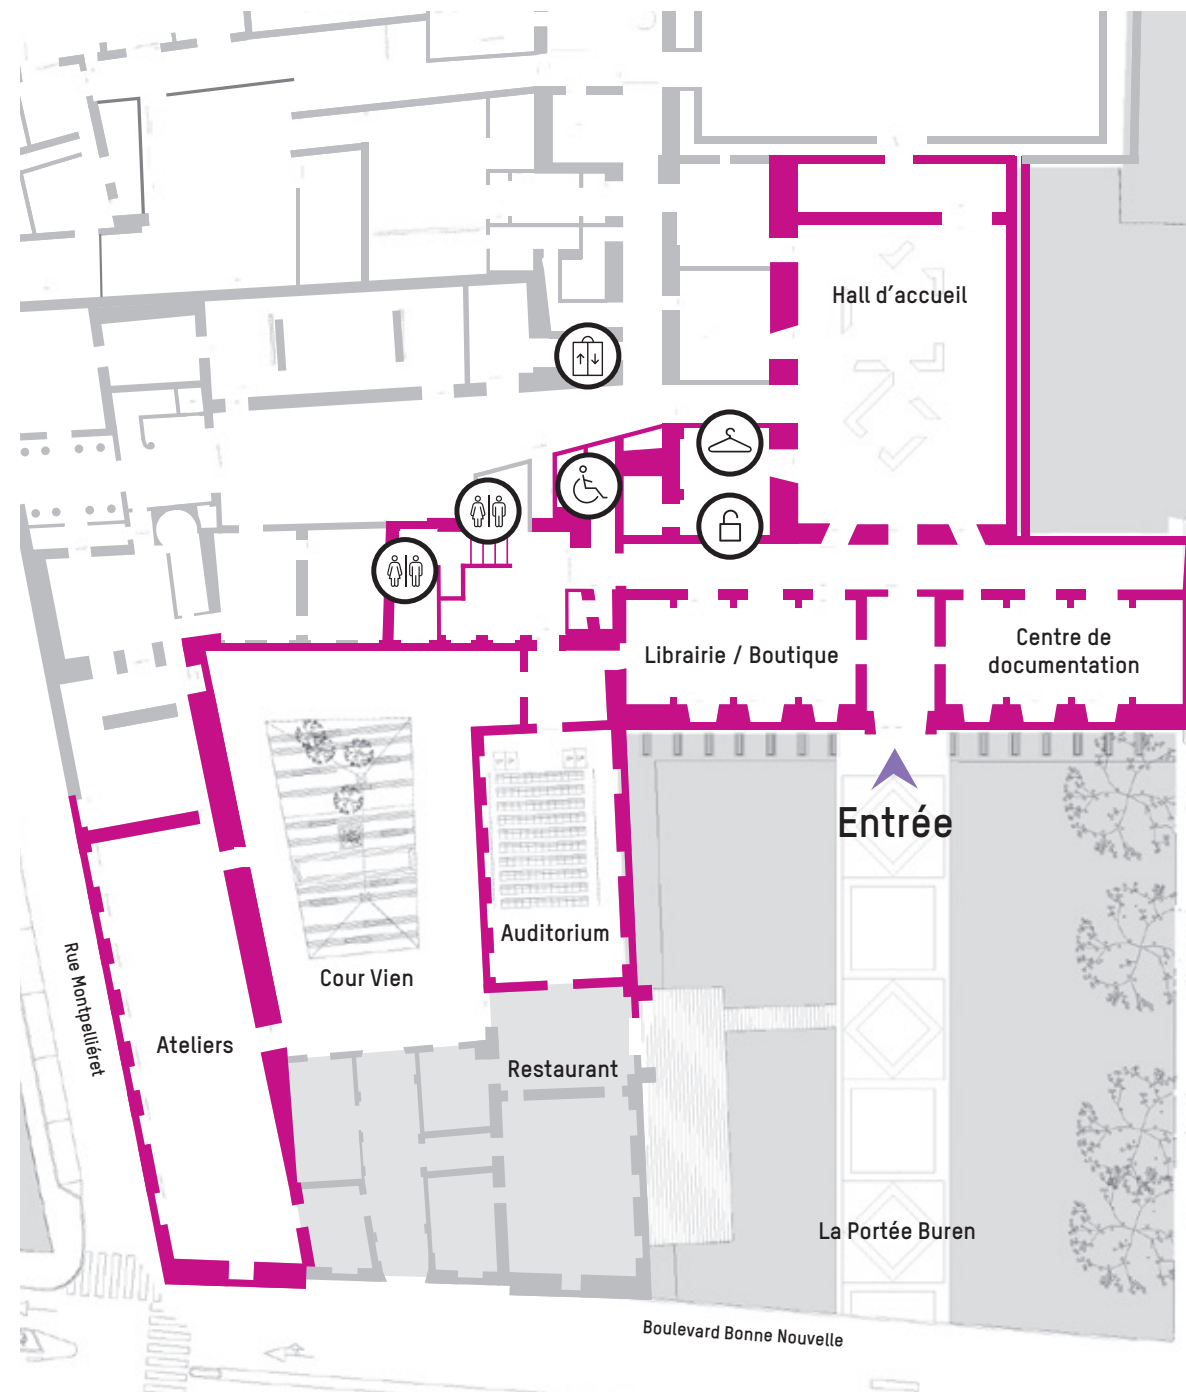 Hall d'accueil
Librairie / Boutique
Centre de
documentation
Entrée
Auditorium
Cour Vien
Rue Montpelliéret
Ateliers
Restaurant
La Portée Buren
Boulevard Bonne Nouvelle